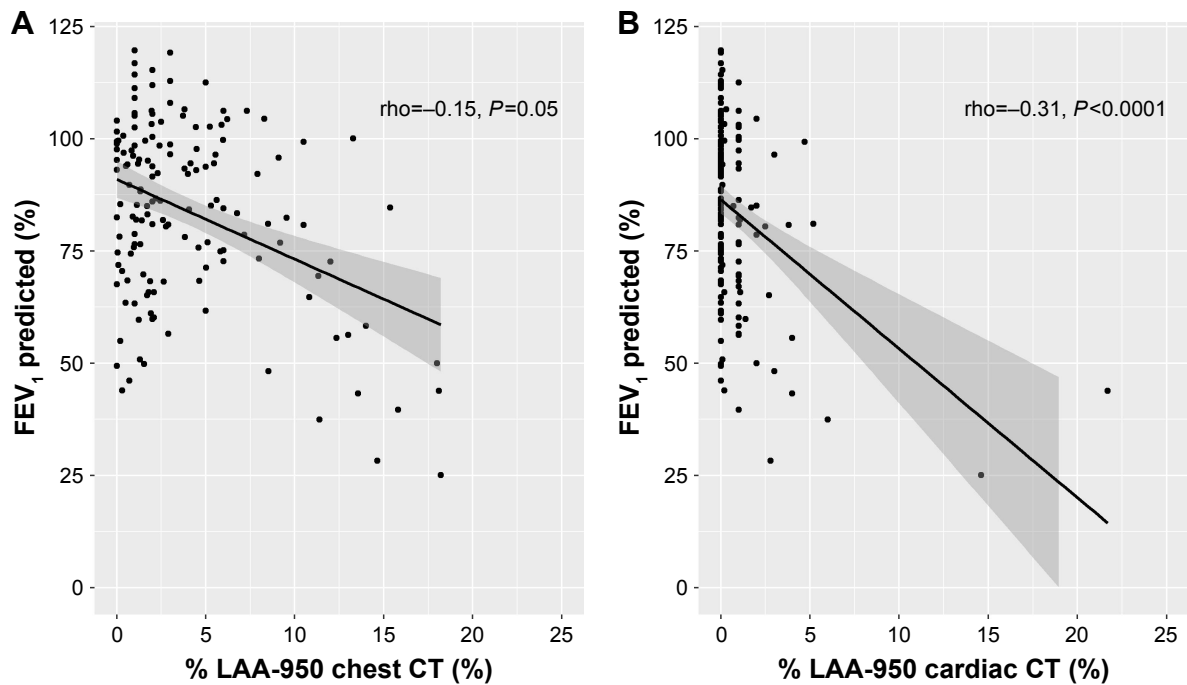 A
B
125
100
75
50
25
0
FEV1 predicted (%)
rho=–0.15, P=0.05
0 5 10 15 20 25
% LAA-950 chest CT (%)
125
100
75
50
25
0
FEV1 predicted (%)
rho=–0.31, P<0.0001
0 5 10 15 20 25
% LAA-950 cardiac CT (%)